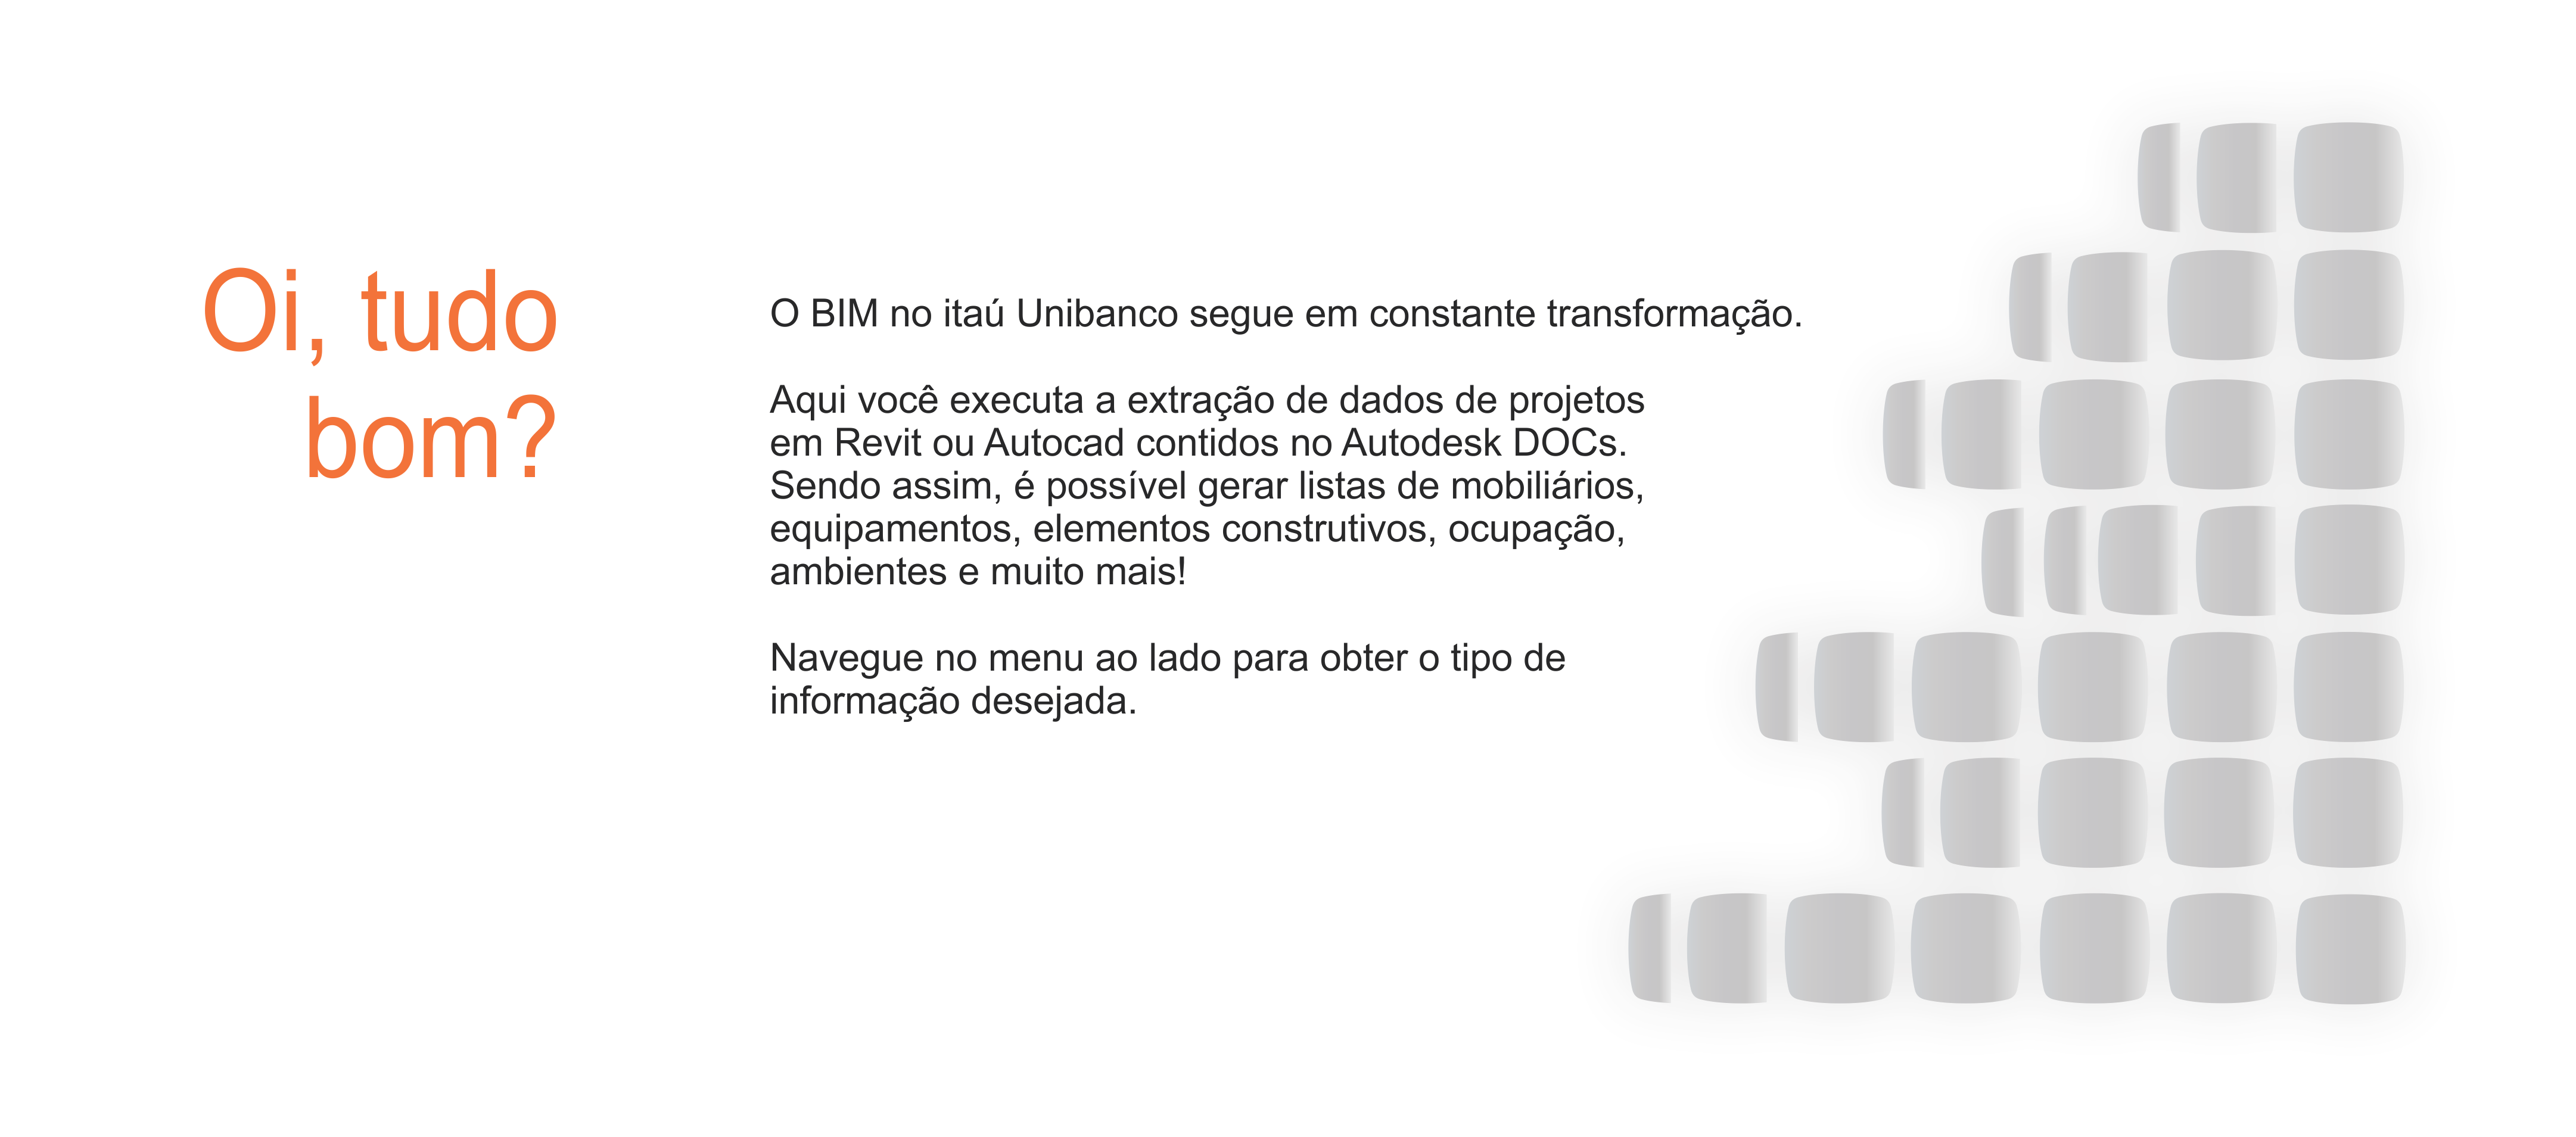 Oi, tudo
bom?
O BIM no itaú Unibanco segue em constante transformação.
Aqui você executa a extração de dados de projetos
em Revit ou Autocad contidos no Autodesk DOCs.
Sendo assim, é possível gerar listas de mobiliários,
equipamentos, elementos construtivos, ocupação,
ambientes e muito mais!
Navegue no menu ao lado para obter o tipo de
informação desejada.